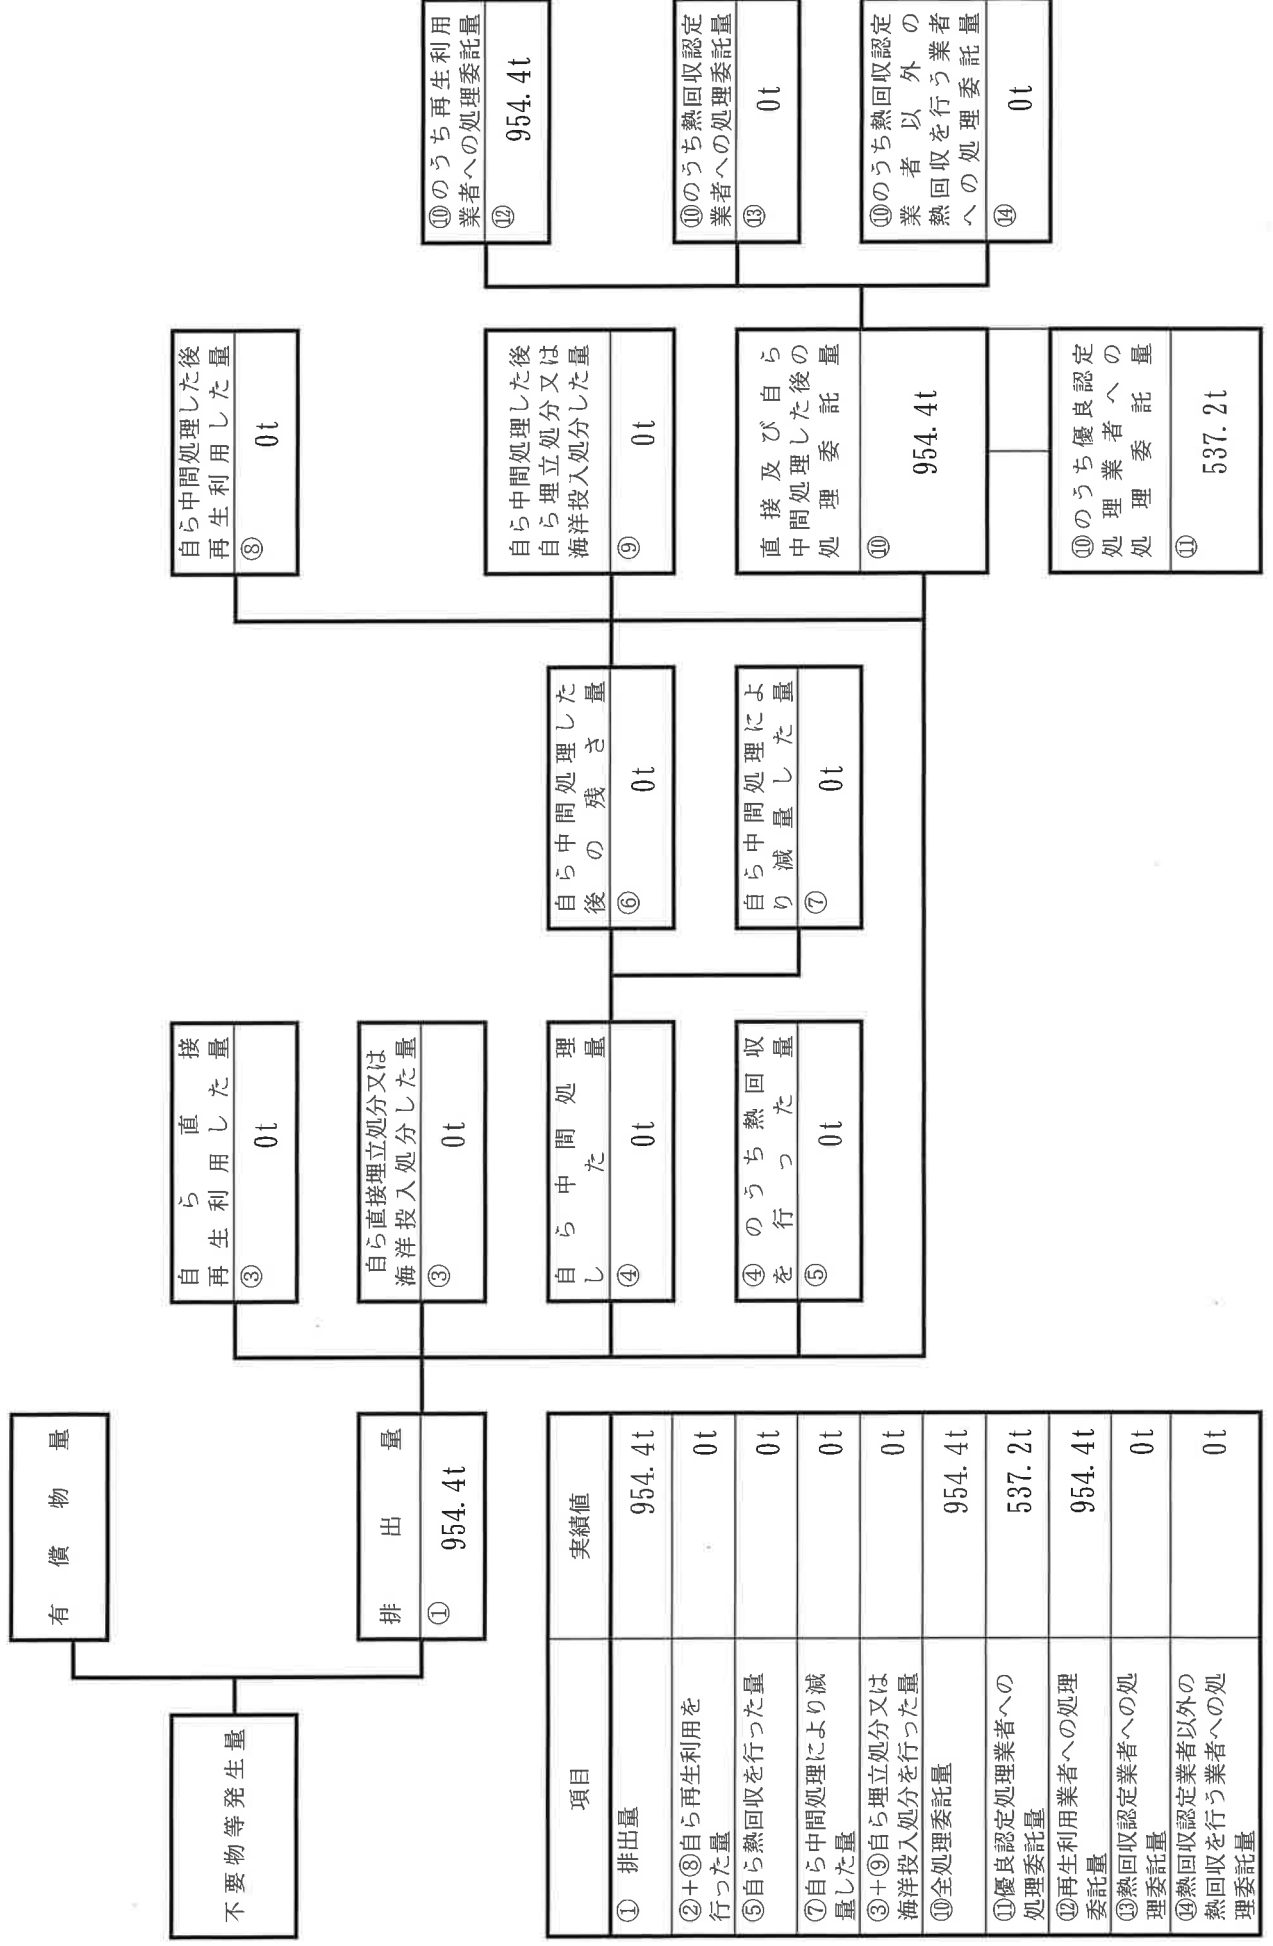 不要物等発生量
有償物量
排出量
① 954.4t
自ら直接
再生利用した量
③ 0t
自ら直接埋立処分又は
海洋投入処分した量
③ 0t
自ら中間処理
した量
④ 0t
④のうち熱回収
を行った量
⑤ 0t
自ら中間処理した
後の残さ量
⑥ 0t
自ら中間処理によ
り減量した量
⑦ 0t
自ら中間処理した後
再生利用した量
⑧ 0t
自ら中間処理した後
自ら埋立処分又は
海洋投入処分した量
⑨ 0t
直接及び自ら
中間処理した後の
処理委託量
⑩ 954.4t
⑩のうち優良認定
処理業者への
処理委託量
⑪ 537.2t
⑩のうち再生利用
業者への処理委託量
⑫ 954.4t
⑩のうち熱回収認定
業者への処理委託量
⑬ 0t
⑩のうち熱回収認定
業者以外の
熱回収を行う業者
への処理委託量
⑭ 0t
項目 実績値
① 排出量 954.4t
②+⑧自ら再生利用を
行った量 0t
⑤自ら熱回収を行った量 0t
⑦自ら中間処理により減
量した量 0t
③+⑨自ら埋立処分又は
海洋投入処分を行った量 0t
⑩全処理委託量 954.4t
⑪優良認定処理業者への
処理委託量 537.2t
⑫再生利用業者への処理
委託量 954.4t
⑬熱回収認定業者への処
理委託量 0t
⑭熱回収認定業者以外の
熱回収を行う業者への処
理委託量 0t